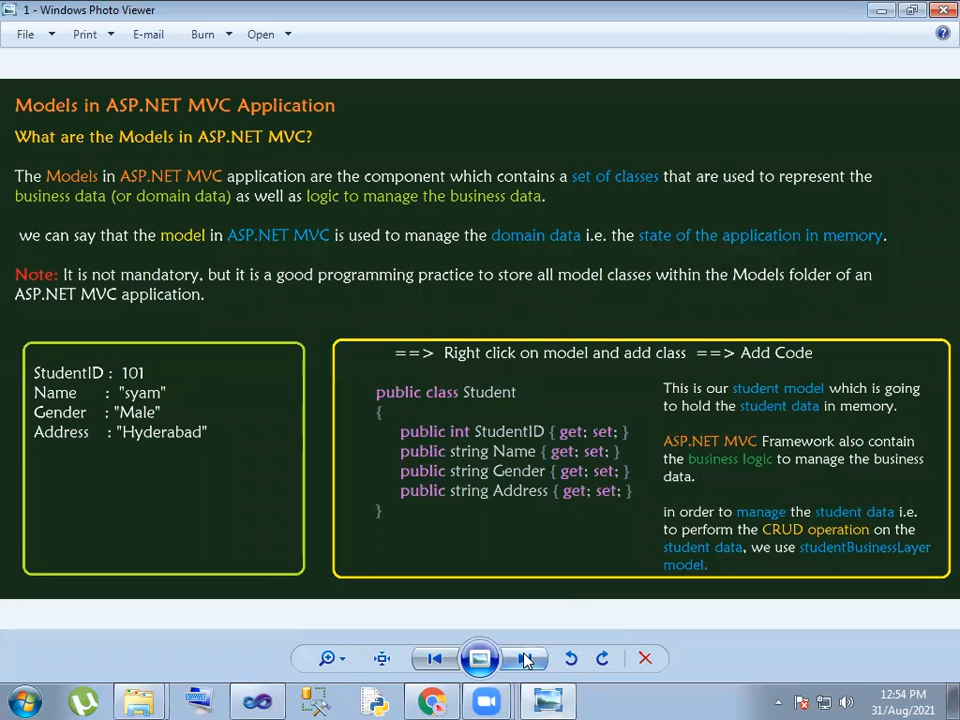 1 - Windows Photo Viewer
File Print E-mail Burn Open
Models in ASP.NET MVC Application
What are the Models in ASP.NET MVC?
The Models in ASP.NET MVC application are the component which contains a set of classes that are used to represent the
business data (or domain data) as well as logic to manage the business data.
we can say that the model in ASP.NET MVC is used to manage the domain data i.e. the state of the application in memory.
Note: It is not mandatory, but it is a good programming practice to store all model classes within the Models folder of an
ASP.NET MVC application.
StudentID : 101
Name : "syam"
Gender : "Male"
Address : "Hyderabad"
==> Right click on model and add class ==> Add Code
public class Student
{
public int StudentID { get; set; }
public string Name { get; set; }
public string Gender { get; set; }
public string Address { get; set; }
}
This is our student model which is going
to hold the student data in memory.
ASP.NET MVC Framework also contain
the business logic to manage the business
data.
in order to manage the student data i.e.
to perform the CRUD operation on the
student data, we use studentBusinessLayer
model.
12:54 PM
31/Aug/2021